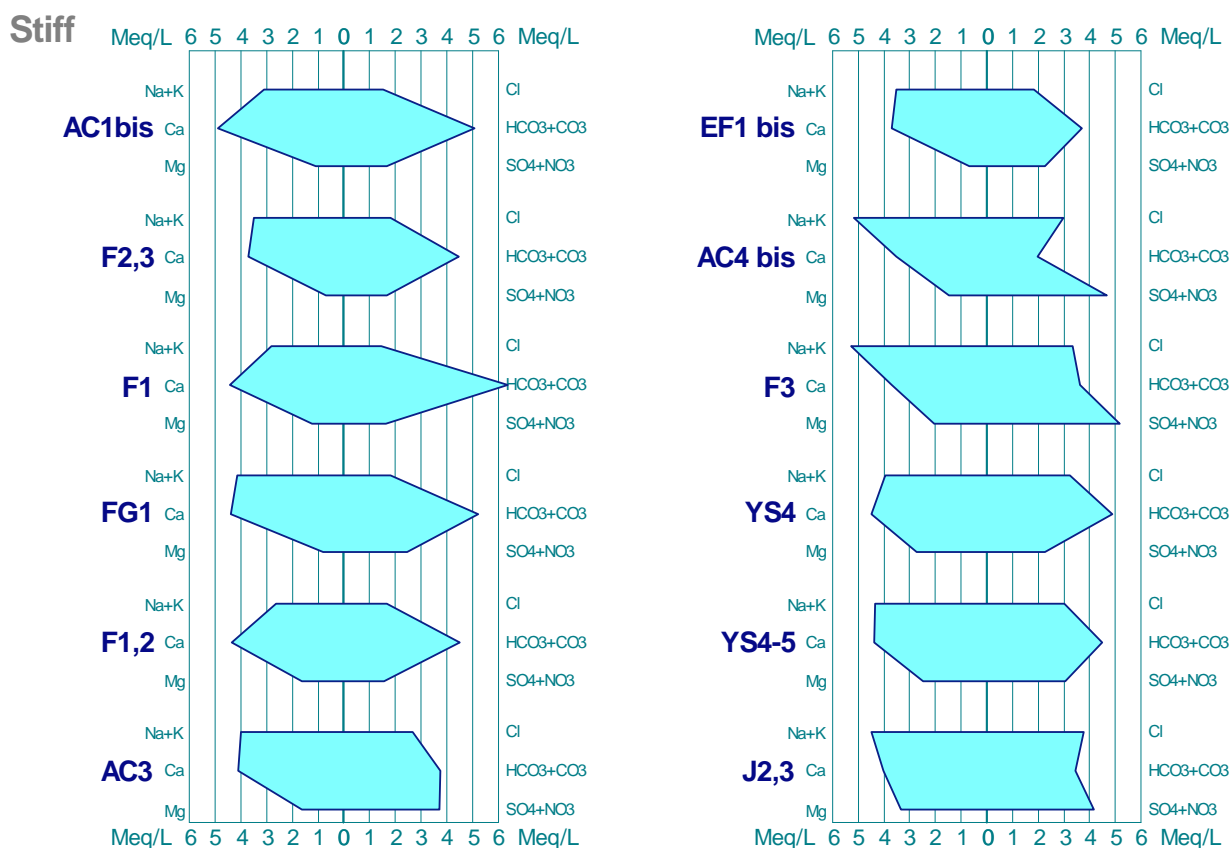 Stiff
Meq/L 6 5 4 3 2 1 0 1 2 3 4 5 6 Meq/L
Na+K Cl
AC1bis Ca HCO3+CO3
Mg SO4+NO3
Na+K Cl
F2,3 Ca HCO3+CO3
Mg SO4+NO3
Na+K Cl
F1 Ca HCO3+CO3
Mg SO4+NO3
Na+K Cl
FG1 Ca HCO3+CO3
Mg SO4+NO3
Na+K Cl
F1,2 Ca HCO3+CO3
Mg SO4+NO3
Na+K Cl
AC3 Ca HCO3+CO3
Mg SO4+NO3
Meq/L 6 5 4 3 2 1 0 1 2 3 4 5 6 Meq/L
Meq/L 6 5 4 3 2 1 0 1 2 3 4 5 6 Meq/L
Na+K Cl
EF1 bis Ca HCO3+CO3
Mg SO4+NO3
Na+K Cl
AC4 bis Ca HCO3+CO3
Mg SO4+NO3
Na+K Cl
F3 Ca HCO3+CO3
Mg SO4+NO3
Na+K Cl
YS4 Ca HCO3+CO3
Mg SO4+NO3
Na+K Cl
YS4-5 Ca HCO3+CO3
Mg SO4+NO3
Na+K Cl
J2,3 Ca HCO3+CO3
Mg SO4+NO3
Meq/L 6 5 4 3 2 1 0 1 2 3 4 5 6 Meq/L